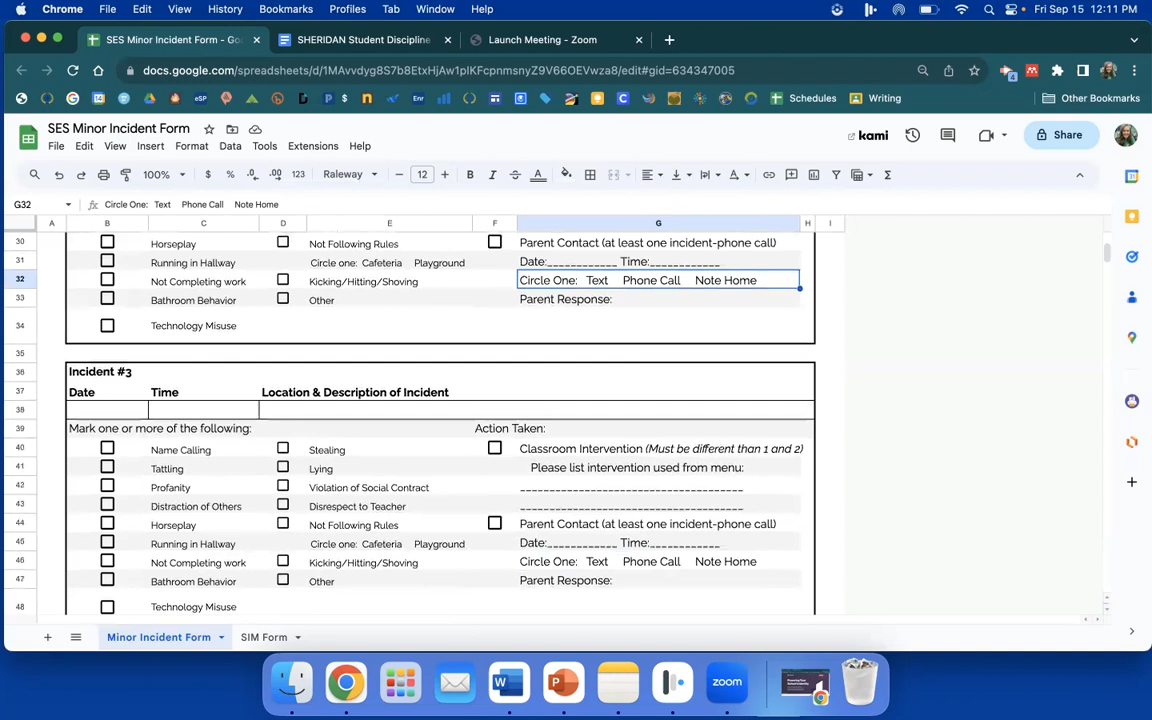 Chrome File Edit View History Bookmarks Profiles Tab Window Help Fri Sep 15 12:11 PM
SES Minor Incident Form - Go SHERIDAN Student Discipline Launch Meeting - Zoom
docs.google.com/spreadsheets/d/1MAvvdyg8S7b8EtxHjAw1pIKFcpnmsnyZ9V66OEVwza8/edit#gid=634347005
eSP $ Enr Schedules Writing Other Bookmarks
SES Minor Incident Form
File Edit View Insert Format Data Tools Extensions Help
kami Share
100% $ % .0 .00 123 Raleway 12
G32 fx Circle One: Text Phone Call Note Home
A B C D E F G H I
30 Horseplay Not Following Rules Parent Contact (at least one incident-phone call)
31 Running in Hallway Circle one: Cafeteria Playground Date:____________ Time:____________
32 Not Completing work Kicking/Hitting/Shoving Circle One: Text Phone Call Note Home
33 Bathroom Behavior Other Parent Response:
34 Technology Misuse
35
36 Incident #3
37 Date Time Location & Description of Incident
38
39 Mark one or more of the following: Action Taken:
40 Name Calling Stealing Classroom Intervention (Must be different than 1 and 2)
41 Tattling Lying Please list intervention used from menu:
42 Profanity Violation of Social Contract ______________________________________
43 Distraction of Others Disrespect to Teacher ______________________________________
44 Horseplay Not Following Rules Parent Contact (at least one incident-phone call)
45 Running in Hallway Circle one: Cafeteria Playground Date:____________ Time:____________
46 Not Completing work Kicking/Hitting/Shoving Circle One: Text Phone Call Note Home
47 Bathroom Behavior Other Parent Response:
48 Technology Misuse
Minor Incident Form SIM Form
zoom